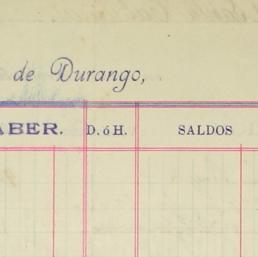 de Durango,
ABER. D. ó H. SALDOS